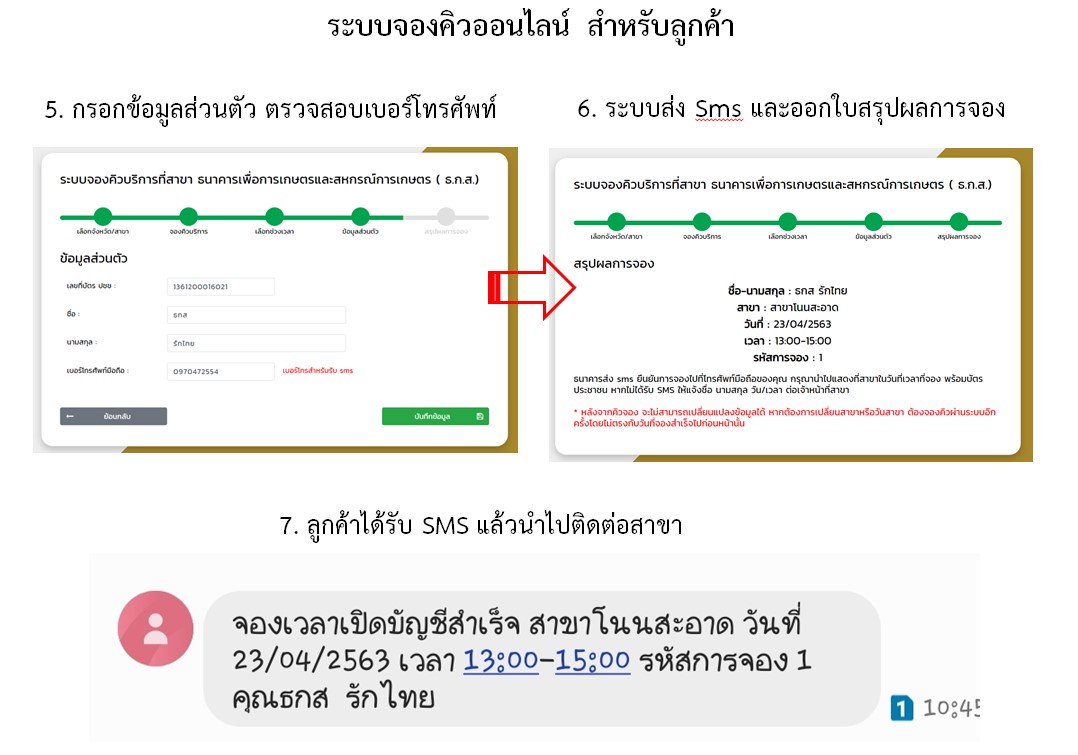 ระบบจองคิวออนไลน์ สำหรับลูกค้า
5. กรอกข้อมูลส่วนตัว ตรวจสอบเบอร์โทรศัพท์
ระบบจองคิวบริการที่สาขา ธนาคารเพื่อการเกษตรและสหกรณ์การเกษตร ( ธ.ก.ส.)
เลือกจังหวัด/สาขา จองคิวบริการ เลือกช่วงเวลา ข้อมูลส่วนตัว สรุปผลการจอง
ข้อมูลส่วนตัว
เลขที่บัตร ปชช : 1361200016021
ชื่อ : ธกส
นามสกุล : รักไทย
เบอร์โทรศัพท์มือถือ : 0970472554 เบอร์โทรสำหรับรับ sms
ย้อนกลับ บันทึกข้อมูล
6. ระบบส่ง Sms และออกใบสรุปผลการจอง
ระบบจองคิวบริการที่สาขา ธนาคารเพื่อการเกษตรและสหกรณ์การเกษตร ( ธ.ก.ส.)
เลือกจังหวัด/สาขา จองคิวบริการ เลือกช่วงเวลา ข้อมูลส่วนตัว สรุปผลการจอง
สรุปผลการจอง
ชื่อ-นามสกุล : ธกส รักไทย
สาขา : สาขาโนนสะอาด
วันที่ : 23/04/2563
เวลา : 13:00-15:00
รหัสการจอง : 1
ธนาคารส่ง sms ยืนยันการจองไปที่โทรศัพท์มือถือของคุณ กรุณานำไปแสดงที่สาขาในวันที่เวลาที่จอง พร้อมบัตร
ประชาชน หากไม่ได้รับ SMS ให้แจ้งชื่อ นามสกุล วัน/เวลา ต่อเจ้าหน้าที่สาขา
* หลังจากคิวจอง จะไม่สามารถเปลี่ยนแปลงข้อมูลได้ หากต้องการเปลี่ยนสาขาหรือวันสาขา ต้องจองคิวผ่านระบบอีก
ครั้งโดยไม่ตรงกับวันที่จองสำเร็จไปก่อนหน้านั้น
7. ลูกค้าได้รับ SMS แล้วนำไปติดต่อสาขา
จองเวลาเปิดบัญชีสำเร็จ สาขาโนนสะอาด วันที่
23/04/2563 เวลา 13:00-15:00 รหัสการจอง 1
คุณธกส รักไทย
1 10:45